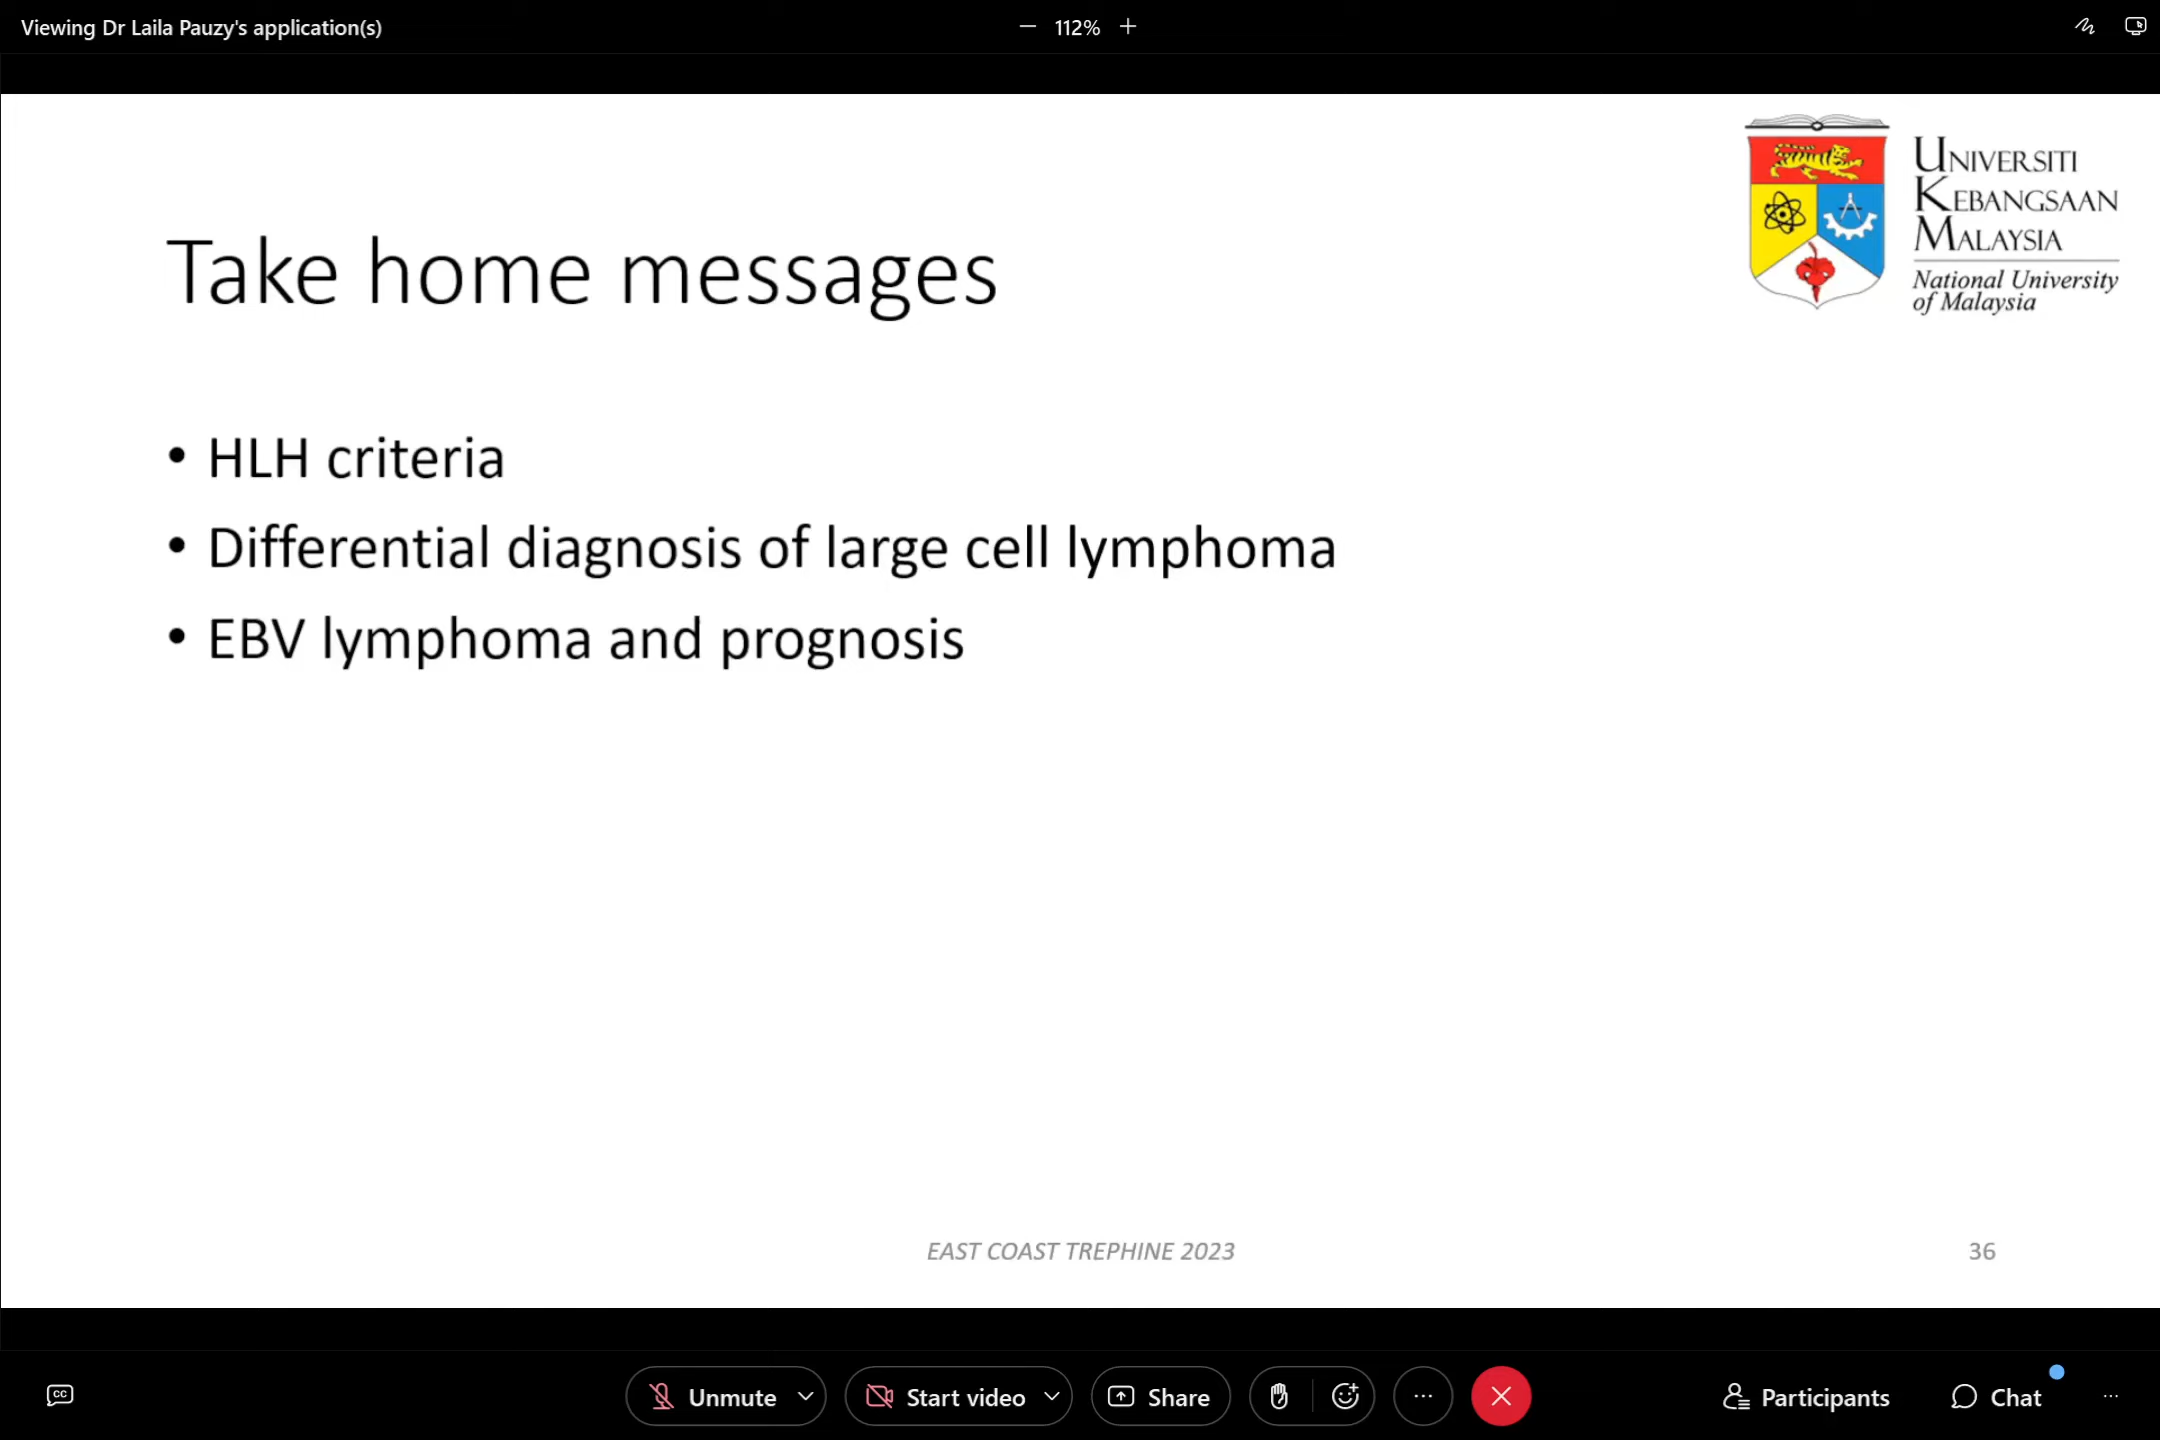 Viewing Dr Laila Pauzy's application(s)
112%
UNIVERSITI
KEBANGSAAN
MALAYSIA
National University
of Malaysia
Take home messages
• HLH criteria
• Differential diagnosis of large cell lymphoma
• EBV lymphoma and prognosis
EAST COAST TREPHINE 2023
36
CC
Unmute
Start video
Share
Participants
Chat